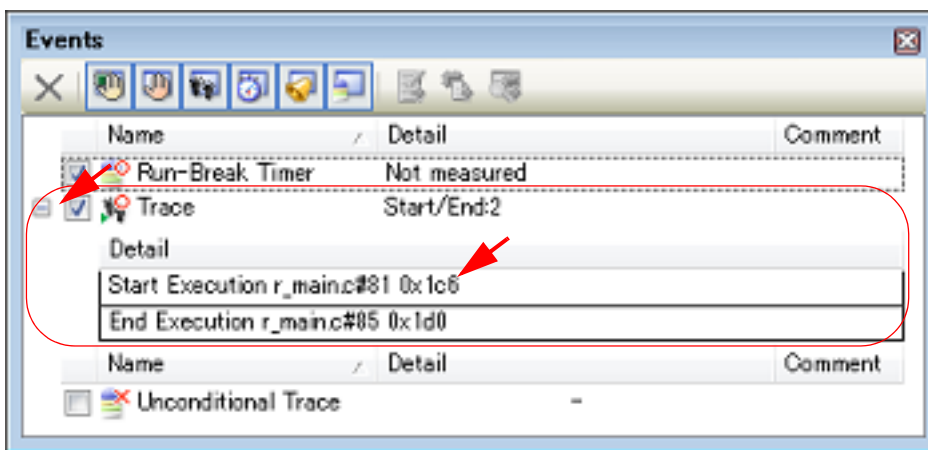 Events
Name Detail Comment
Run-Break Timer Not measured
Trace Start/End:2
Detail
Start Execution r_main.c#81 0x1c6
End Execution r_main.c#85 0x1d0
Name Detail Comment
Unconditional Trace -